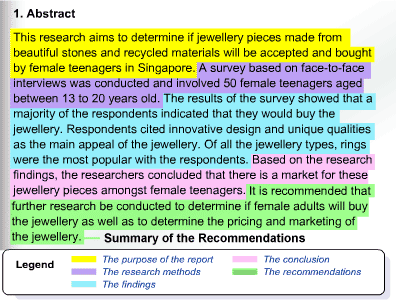 1. Abstract
This research aims to determine if jewellery pieces made from
beautiful stones and recycled materials will be accepted and bought
by female teenagers in Singapore. A survey based on face-to-face
interviews was conducted and involved 50 female teenagers aged
between 13 to 20 years old. The results of the survey showed that a
majority of the respondents indicated that they would buy the
jewellery. Respondents cited innovative design and unique qualities
as the main appeal of the jewellery. Of all the jewellery types, rings
were the most popular with the respondents. Based on the research
findings, the researchers concluded that there is a market for these
jewellery pieces amongst female teenagers. It is recommended that
further research be conducted to determine if female adults will buy
the jewellery as well as to determine the pricing and marketing of
the jewellery. Summary of the Recommendations
Legend
The purpose of the report
The conclusion
The research methods
The recommendations
The findings